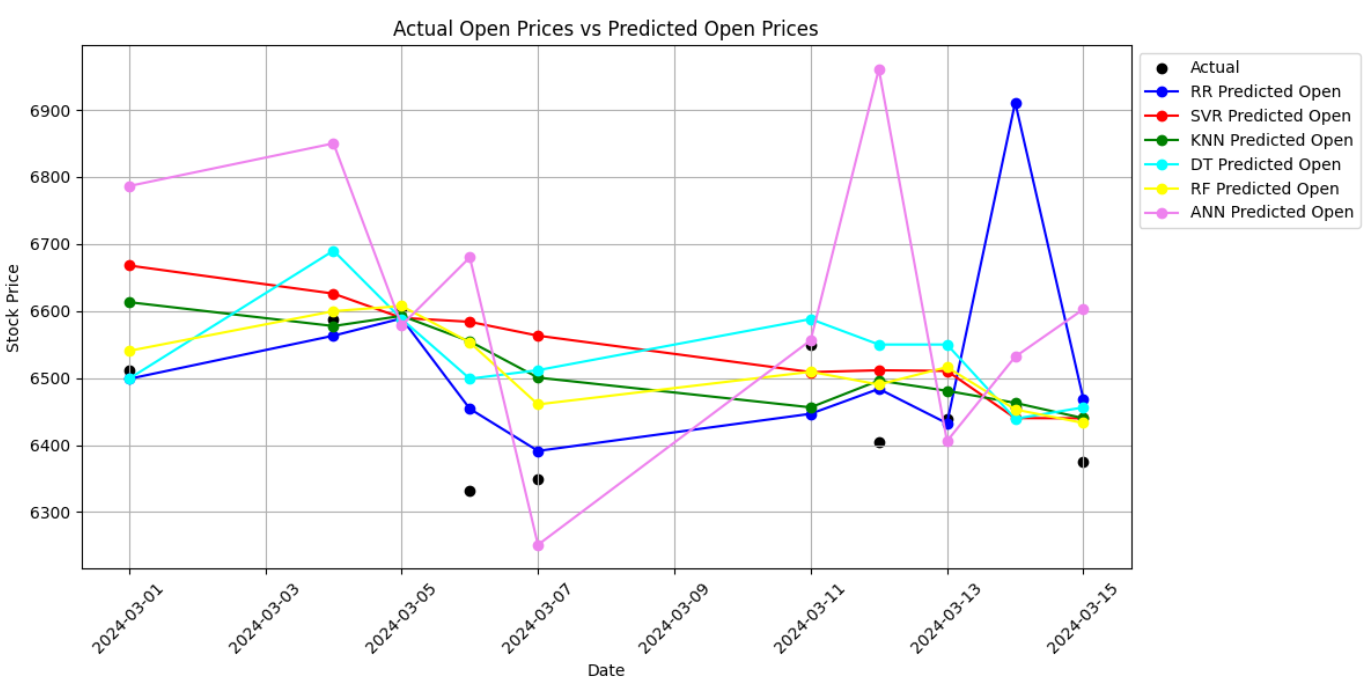 Actual Open Prices vs Predicted Open Prices
Actual
RR Predicted Open
SVR Predicted Open
KNN Predicted Open
DT Predicted Open
RF Predicted Open
ANN Predicted Open
Stock Price
6900
6800
6700
6600
6500
6400
6300
2024-03-01
2024-03-03
2024-03-05
2024-03-07
2024-03-09
2024-03-11
2024-03-13
2024-03-15
Date